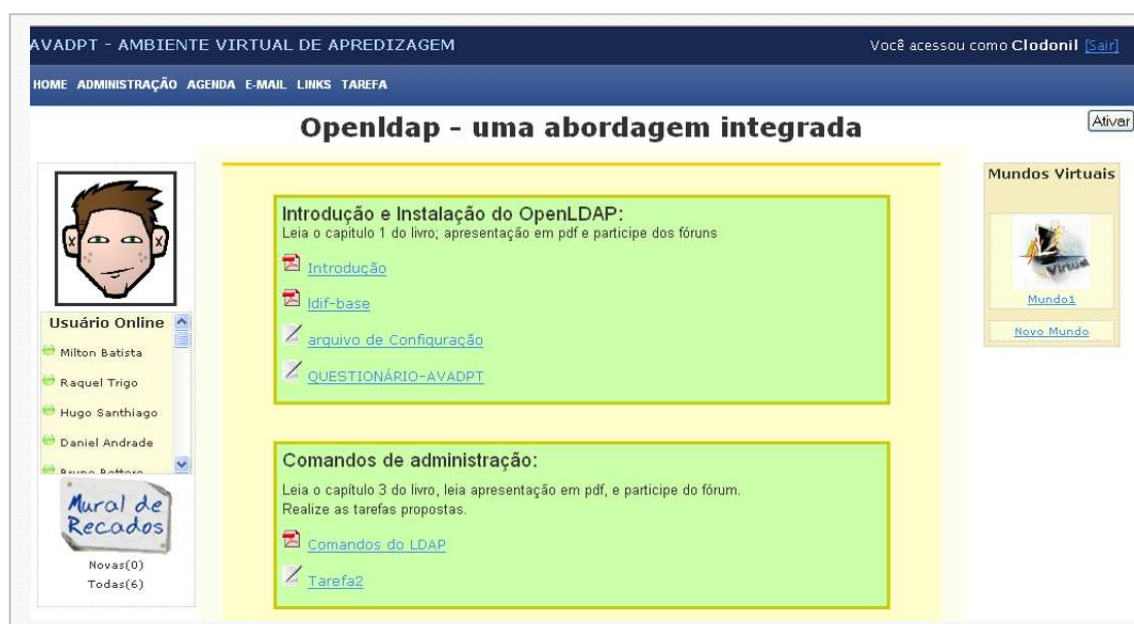 AVADPT - AMBIENTE VIRTUAL DE APREDIZAGEM
Você acessou como Clodonil [Sair]
HOME ADMINISTRAÇÃO AGENDA E-MAIL LINKS TAREFA
Openldap - uma abordagem integrada
Ativar
Usuário Online
Milton Batista
Raquel Trigo
Hugo Santhiago
Daniel Andrade
Mural de
Recados
Novas(0)
Todas(6)
Introdução e Instalação do OpenLDAP:
Leia o capitulo 1 do livro; apresentação em pdf e participe dos fóruns
Introdução
ldif-base
arquivo de Configuração
QUESTIONÁRIO-AVADPT
Comandos de administração:
Leia o capítulo 3 do livro, leia apresentação em pdf, e participe do fórum.
Realize as tarefas propostas.
Comandos do LDAP
Tarefa2
Mundos Virtuais
Virtual
Mundo1
Novo Mundo